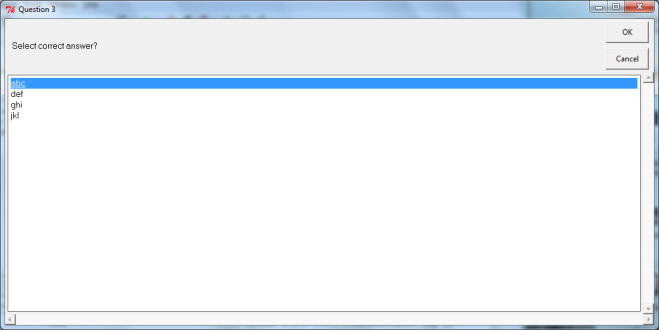 Question 3
OK
Select correct answer?
Cancel
abc
def
ghi
jkl